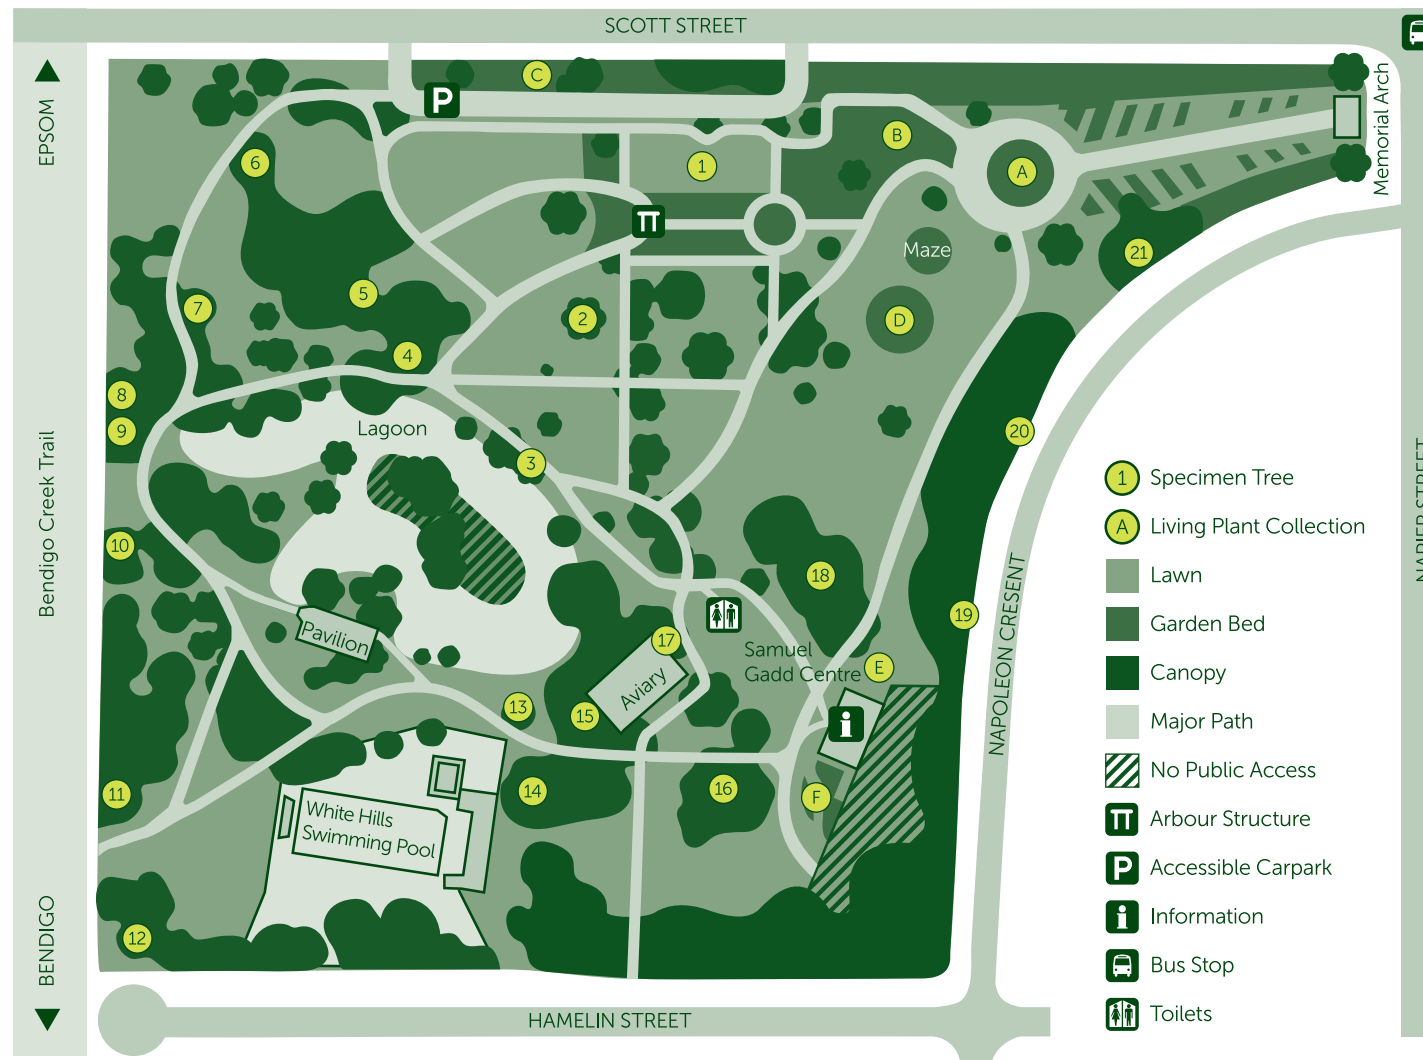 SCOTT STREET
EPSOM
Bendigo Creek Trail
BENDIGO
C
P
B
6
1
A
Memorial Arch
Maze
21
5
7
2
D
4
8
9
Lagoon
3
20
10
18
19
17
Samuel
Gadd Centre
E
Pavilion
Aviary
13
15
i
NAPOLEON CRESENT
NAPIER STREET
11
14
16
F
White Hills
Swimming Pool
12
HAMELIN STREET
1 Specimen Tree
A Living Plant Collection
Lawn
Garden Bed
Canopy
Major Path
No Public Access
Arbour Structure
P Accessible Carpark
i Information
Bus Stop
Toilets